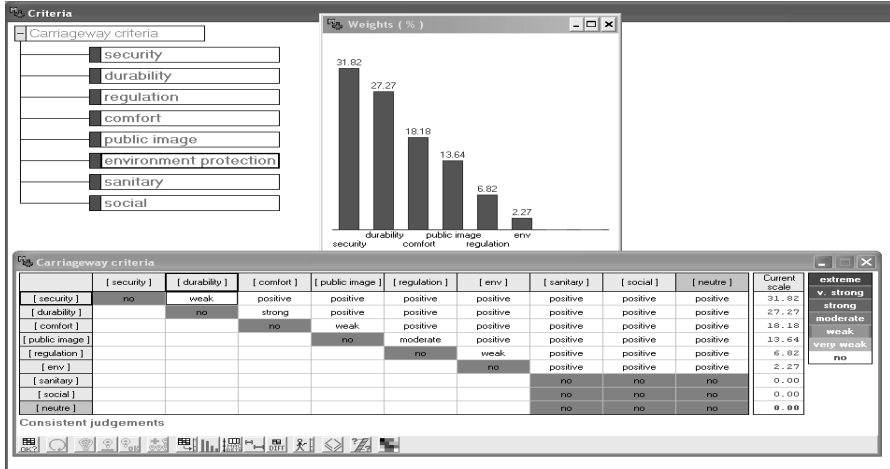 Criteria
Carriageway criteria
security
durability
regulation
comfort
public image
environment protection
sanitary
social
Weights ( % )
31.82
27.27
18.18
13.64
6.82
2.27
durability public image env
security comfort regulation
Carriageway criteria
[ security ] [ durability ] [ comfort ] [ public image ] [ regulation ] [ env ] [ sanitary ] [ social ] [ neutre ] Current scale
[ security ] no weak positive positive positive positive positive positive positive 31.82
[ durability ] no strong positive positive positive positive positive positive 27.27
[ comfort ] no weak positive positive positive positive positive 18.18
[ public image ] no moderate positive positive positive positive 13.64
[ regulation ] no weak positive positive positive 6.82
[ env ] no positive positive positive 2.27
[ sanitary ] no no no 0.00
[ social ] no no no 0.00
[ neutre ] no no no 0.00
extreme
v. strong
strong
moderate
weak
very weak
no
Consistent judgements
OK?
DIFF